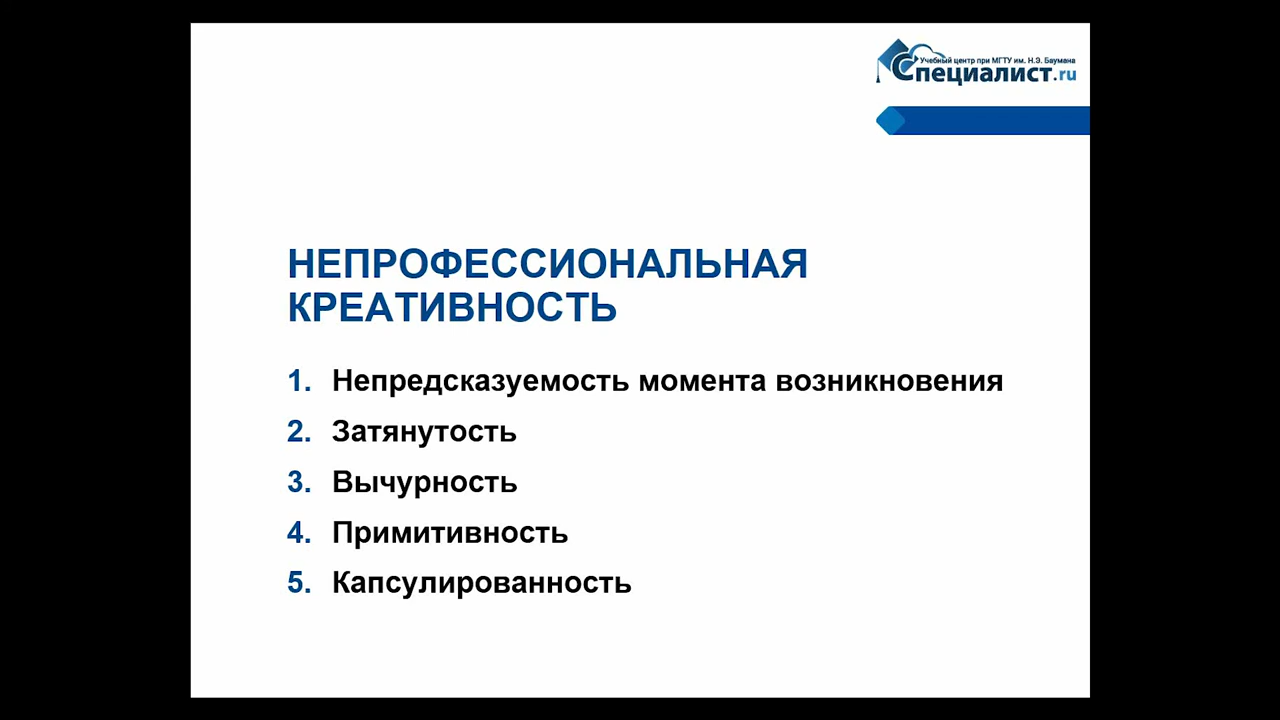 Учебный центр при МГТУ им. Н.Э. Баумана
Специалист.ru
НЕПРОФЕССИОНАЛЬНАЯ
КРЕАТИВНОСТЬ
1. Непредсказуемость момента возникновения
2. Затянутость
3. Вычурность
4. Примитивность
5. Капсулированность